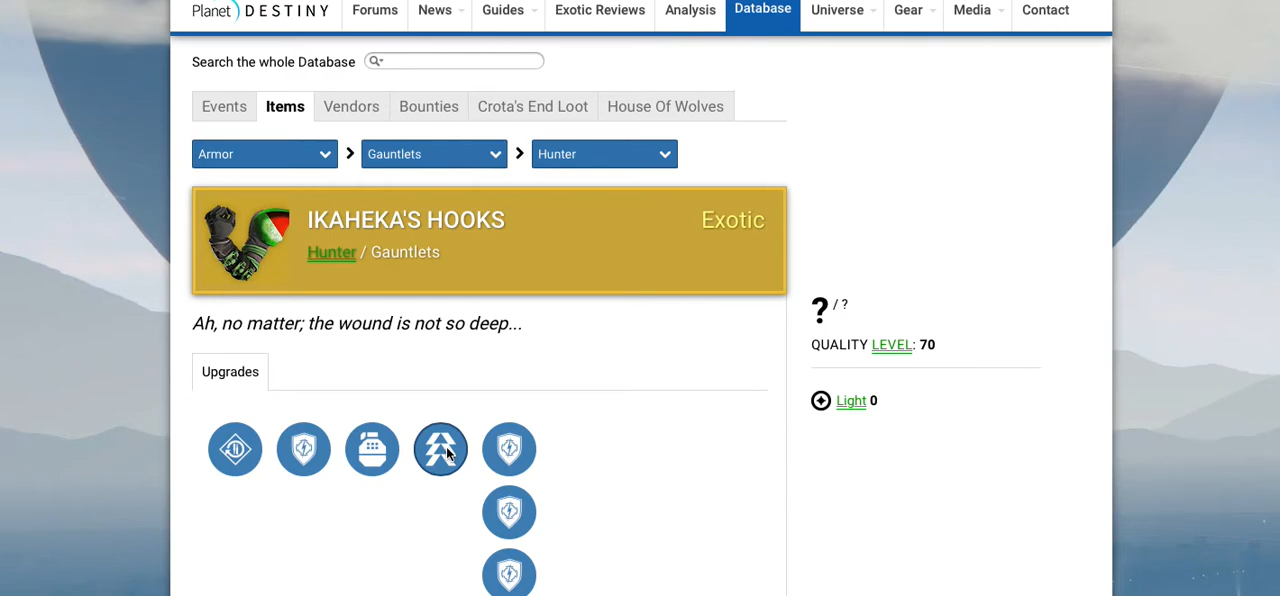 Planet DESTINY Forums News Guides Exotic Reviews Analysis Database Universe Gear Media Contact
Search the whole Database
Events Items Vendors Bounties Crota's End Loot House Of Wolves
Armor Gauntlets Hunter
IKAHEKA'S HOOKS Exotic
Hunter / Gauntlets
Ah, no matter; the wound is not so deep...
? / ?
QUALITY LEVEL: 70
Upgrades
Light 0